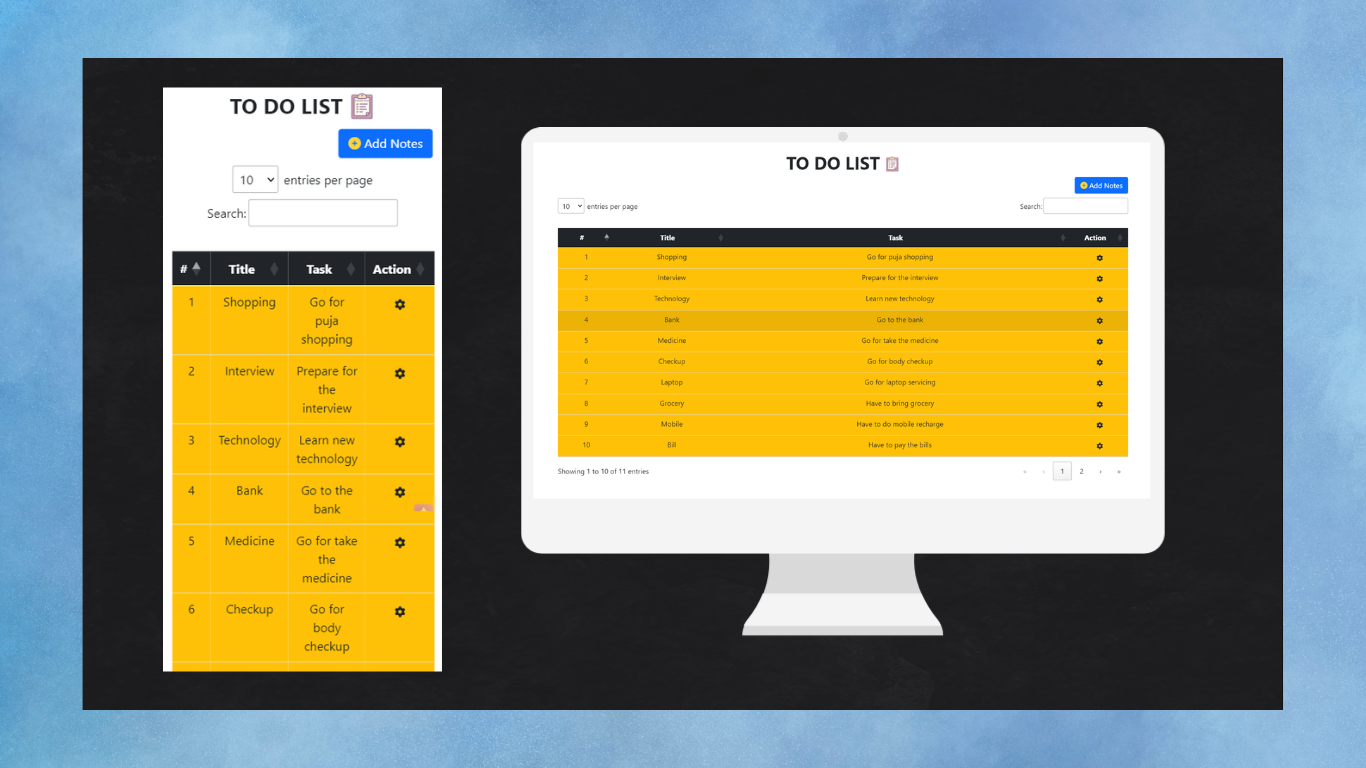 TO DO LIST
Add Notes
10 entries per page
Search:
# Title Task Action
1 Shopping Go for
puja
shopping
2 Interview Prepare for
the
interview
3 Technology Learn new
technology
4 Bank Go to the
bank
5 Medicine Go for take
the
medicine
6 Checkup Go for
body
checkup
TO DO LIST
Add Notes
10 entries per page Search:
# Title Task Action
1 Shopping Go for puja shopping
2 Interview Prepare for the interview
3 Technology Learn new technology
4 Bank Go to the bank
5 Medicine Go for take the medicine
6 Checkup Go for body checkup
7 Laptop Go for laptop servicing
8 Grocery Have to bring grocery
9 Mobile Have to do mobile recharge
10 Bill Have to pay the bills
Showing 1 to 10 of 11 entries « ‹ 1 2 › »